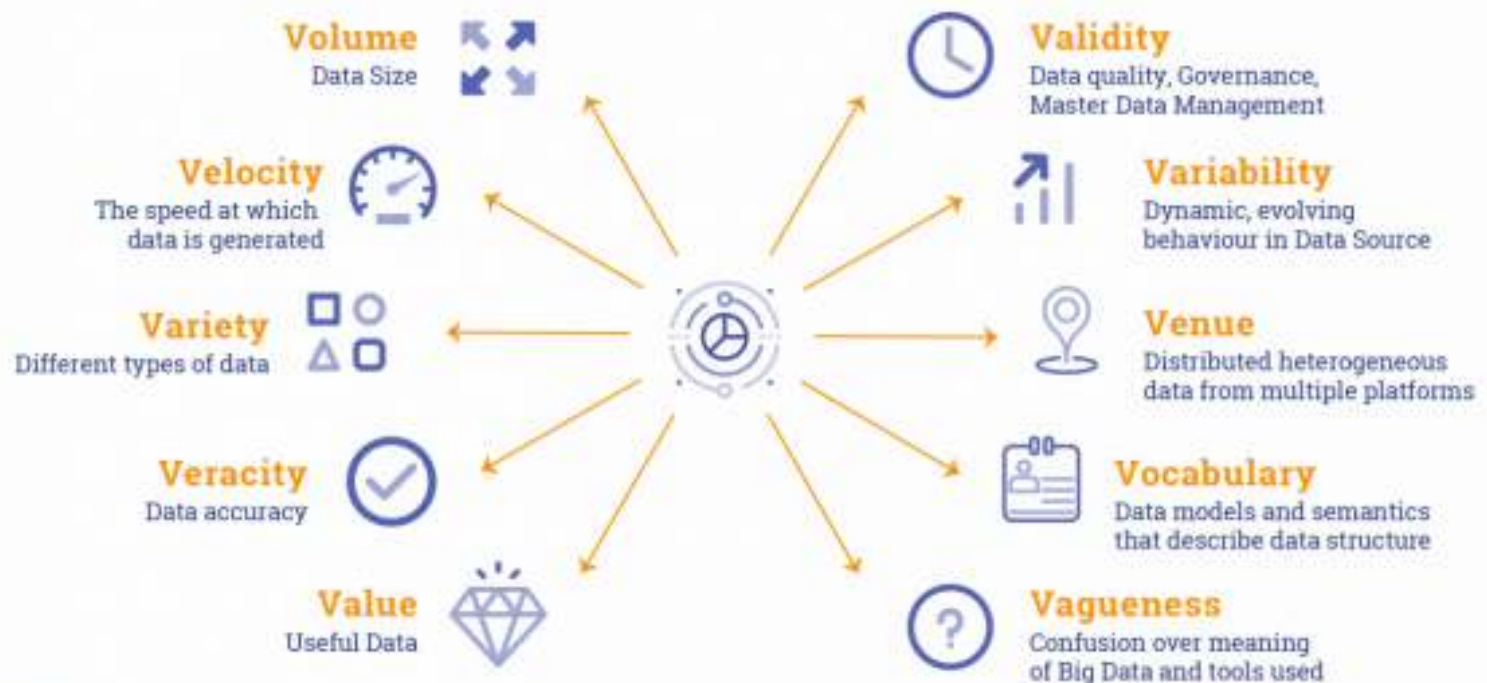 Volume
Data Size
Velocity
The speed at which
data is generated
Variety
Different types of data
Veracity
Data accuracy
Value
Useful Data
Validity
Data quality, Governance,
Master Data Management
Variability
Dynamic, evolving
behaviour in Data Source
Venue
Distributed heterogeneous
data from multiple platforms
Vocabulary
Data models and semantics
that describe data structure
Vagueness
Confusion over meaning
of Big Data and tools used